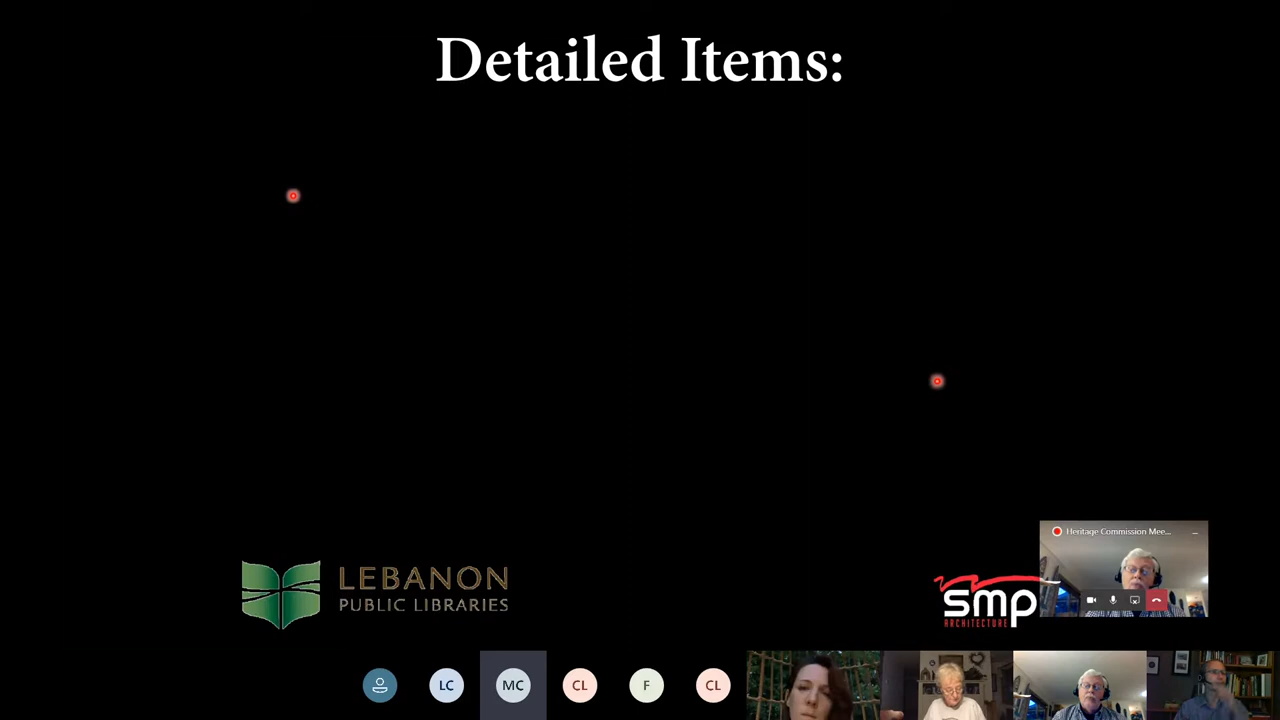 Detailed Items:
Heritage Commission Mee...
LEBANON
PUBLIC LIBRARIES
smp
ARCHITECTURE
LC
MC
CL
F
CL